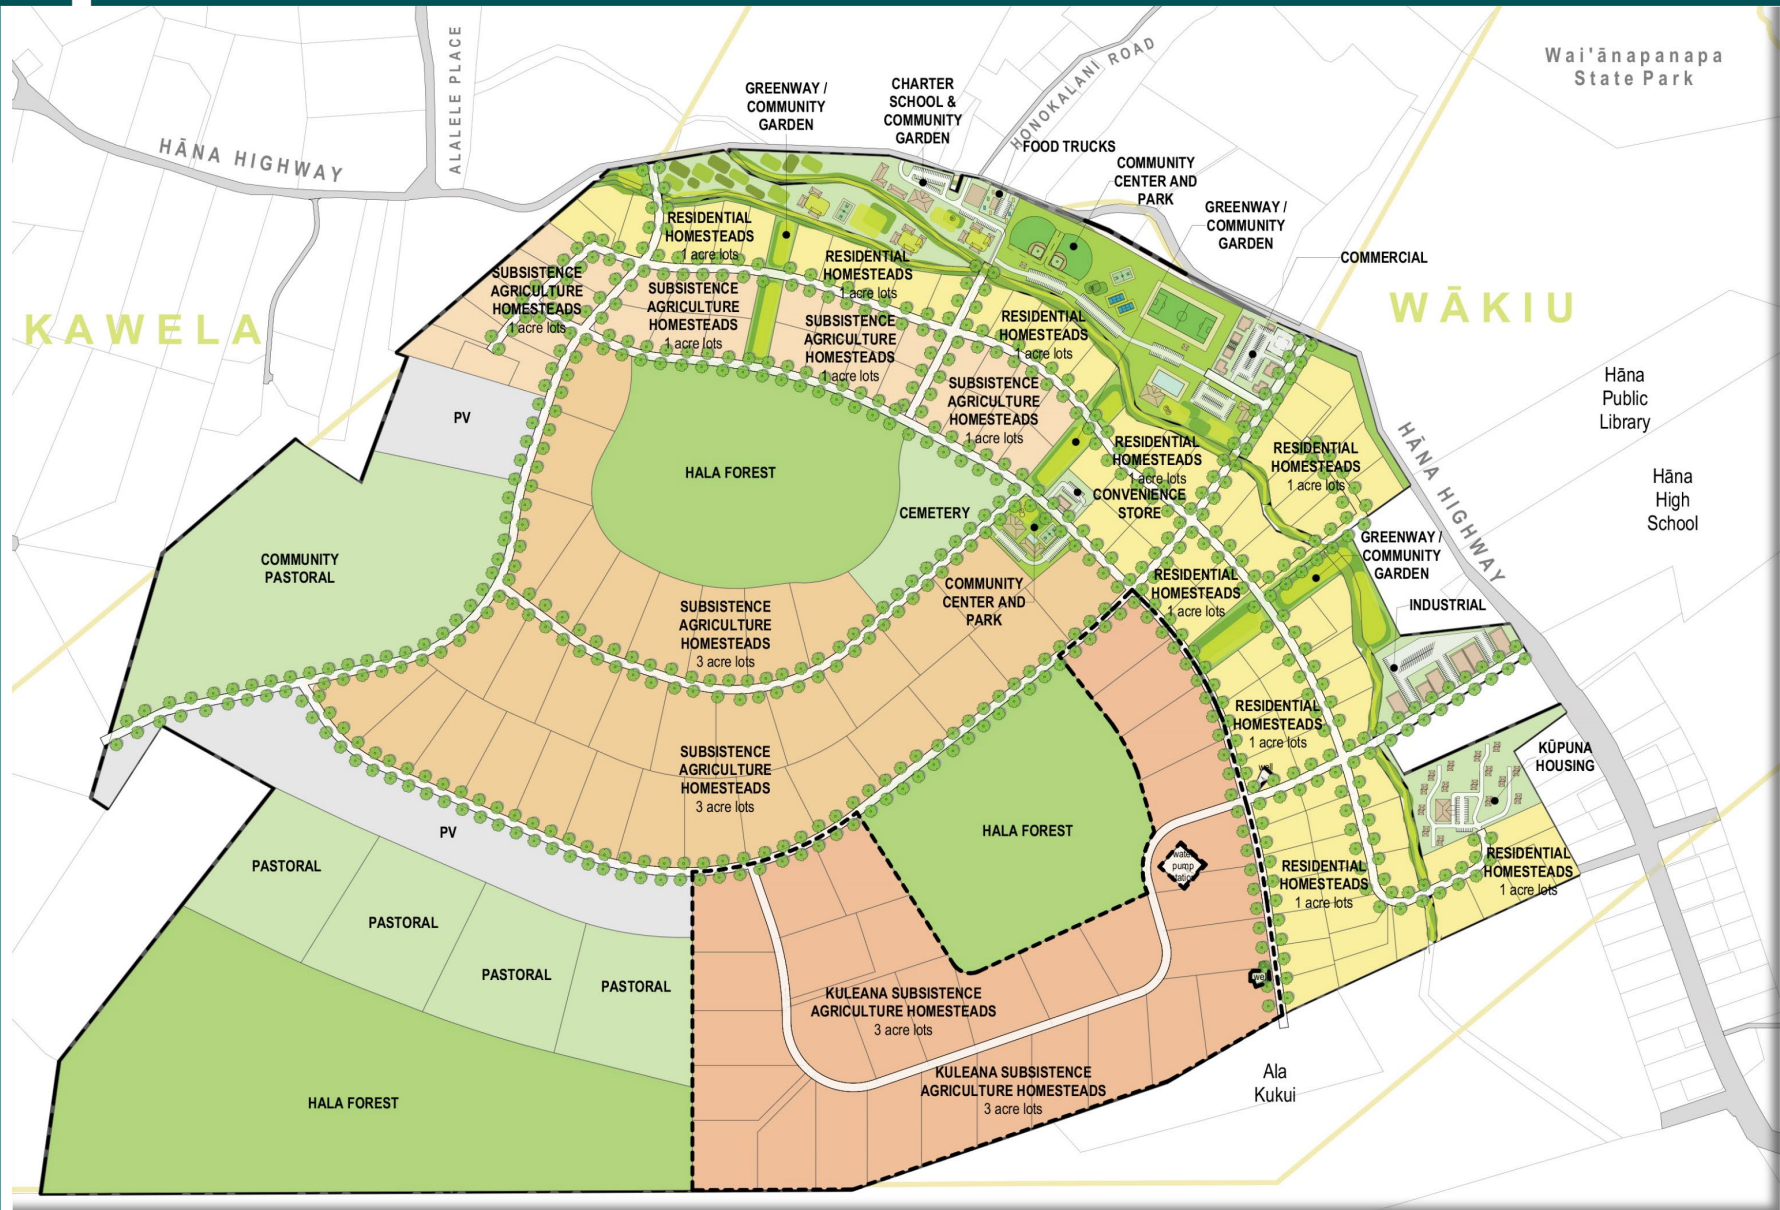 Wai'ānapanapa
State Park
HONOKALANI ROAD
ALALELE PLACE
HĀNA HIGHWAY
GREENWAY /
COMMUNITY
GARDEN
CHARTER
SCHOOL &
COMMUNITY
GARDEN
FOOD TRUCKS
COMMUNITY
CENTER AND
PARK
GREENWAY /
COMMUNITY
GARDEN
COMMERCIAL
KAWELA
WĀKIU
RESIDENTIAL
HOMESTEADS
1 acre lots
RESIDENTIAL
HOMESTEADS
1 acre lots
SUBSISTENCE
AGRICULTURE
HOMESTEADS
1 acre lots
SUBSISTENCE
AGRICULTURE
HOMESTEADS
1 acre lots
SUBSISTENCE
AGRICULTURE
HOMESTEADS
1 acre lots
RESIDENTIAL
HOMESTEADS
1 acre lots
SUBSISTENCE
AGRICULTURE
HOMESTEADS
1 acre lots
Hāna
Public
Library
PV
HALA FOREST
RESIDENTIAL
HOMESTEADS
1 acre lots
RESIDENTIAL
HOMESTEADS
1 acre lots
HĀNA HIGHWAY
Hāna
High
School
CONVENIENCE
STORE
CEMETERY
COMMUNITY
PASTORAL
GREENWAY /
COMMUNITY
GARDEN
COMMUNITY
CENTER AND
PARK
RESIDENTIAL
HOMESTEADS
1 acre lots
INDUSTRIAL
SUBSISTENCE
AGRICULTURE
HOMESTEADS
3 acre lots
RESIDENTIAL
HOMESTEADS
1 acre lots
SUBSISTENCE
AGRICULTURE
HOMESTEADS
3 acre lots
KŪPUNA
HOUSING
well
PV
HALA FOREST
water
pump
station
PASTORAL
RESIDENTIAL
HOMESTEADS
1 acre lots
RESIDENTIAL
HOMESTEADS
1 acre lots
PASTORAL
PASTORAL
PASTORAL
well
KULEANA SUBSISTENCE
AGRICULTURE HOMESTEADS
3 acre lots
KULEANA SUBSISTENCE
AGRICULTURE HOMESTEADS
3 acre lots
Ala
Kukui
HALA FOREST